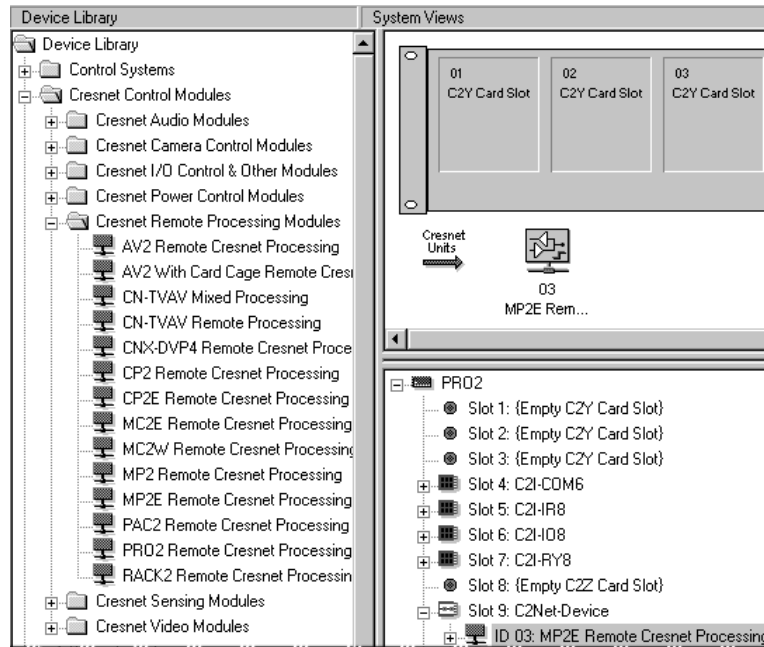 Device Library
System Views
Device Library
Control Systems
Cresnet Control Modules
Cresnet Audio Modules
Cresnet Camera Control Modules
Cresnet I/O Control & Other Modules
Cresnet Power Control Modules
Cresnet Remote Processing Modules
AV2 Remote Cresnet Processing
AV2 With Card Cage Remote Cresn
CN-TVAV Mixed Processing
CN-TVAV Remote Processing
CNX-DVP4 Remote Cresnet Proce
CP2 Remote Cresnet Processing
CP2E Remote Cresnet Processing
MC2E Remote Cresnet Processing
MC2W Remote Cresnet Processing
MP2 Remote Cresnet Processing
MP2E Remote Cresnet Processing
PAC2 Remote Cresnet Processing
PRO2 Remote Cresnet Processing
RACK2 Remote Cresnet Processin
Cresnet Sensing Modules
Cresnet Video Modules
01
C2Y Card Slot
02
C2Y Card Slot
03
C2Y Card Slot
Cresnet
Units
03
MP2E Rem...
PRO2
Slot 1: {Empty C2Y Card Slot}
Slot 2: {Empty C2Y Card Slot}
Slot 3: {Empty C2Y Card Slot}
Slot 4: C2I-COM6
Slot 5: C2I-IR8
Slot 6: C2I-IO8
Slot 7: C2I-RY8
Slot 8: {Empty C2Z Card Slot}
Slot 9: C2Net-Device
ID 03: MP2E Remote Cresnet Processing